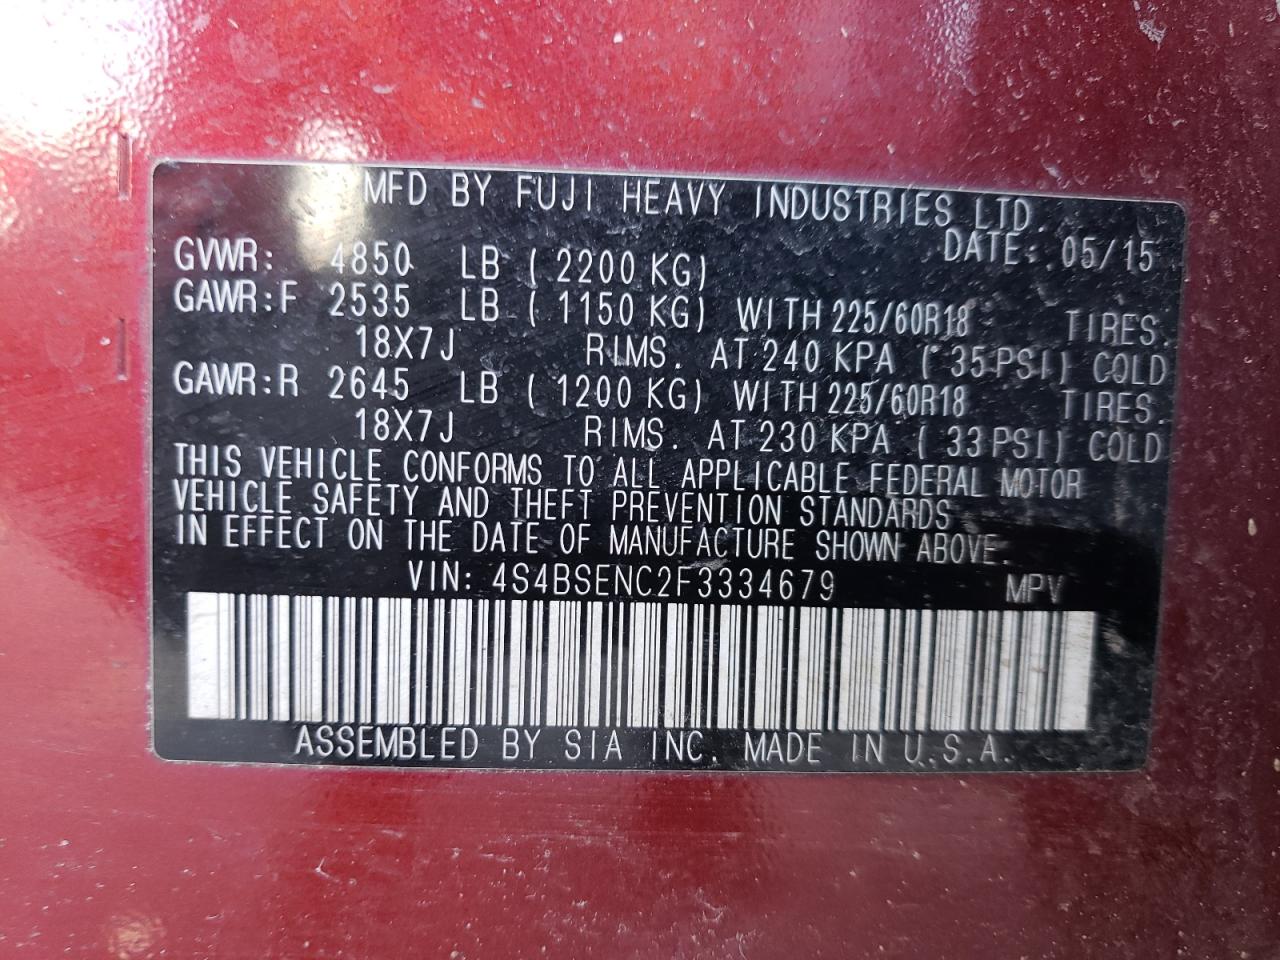 MFD BY FUJI HEAVY INDUSTRIES LTD.
DATE: 05/15
GVWR: 4850 LB ( 2200 KG)
GAWR:F 2535 LB ( 1150 KG) WITH 225/60R18 TIRES.
18X7J RIMS. AT 240 KPA ( 35PSI) COLD
GAWR:R 2645 LB ( 1200 KG) WITH 225/60R18 TIRES.
18X7J RIMS. AT 230 KPA ( 33PSI) COLD
THIS VEHICLE CONFORMS TO ALL APPLICABLE FEDERAL MOTOR
VEHICLE SAFETY AND THEFT PREVENTION STANDARDS
IN EFFECT ON THE DATE OF MANUFACTURE SHOWN ABOVE.
VIN: 4S4BSENC2F3334679 MPV
ASSEMBLED BY SIA INC. MADE IN U.S.A.